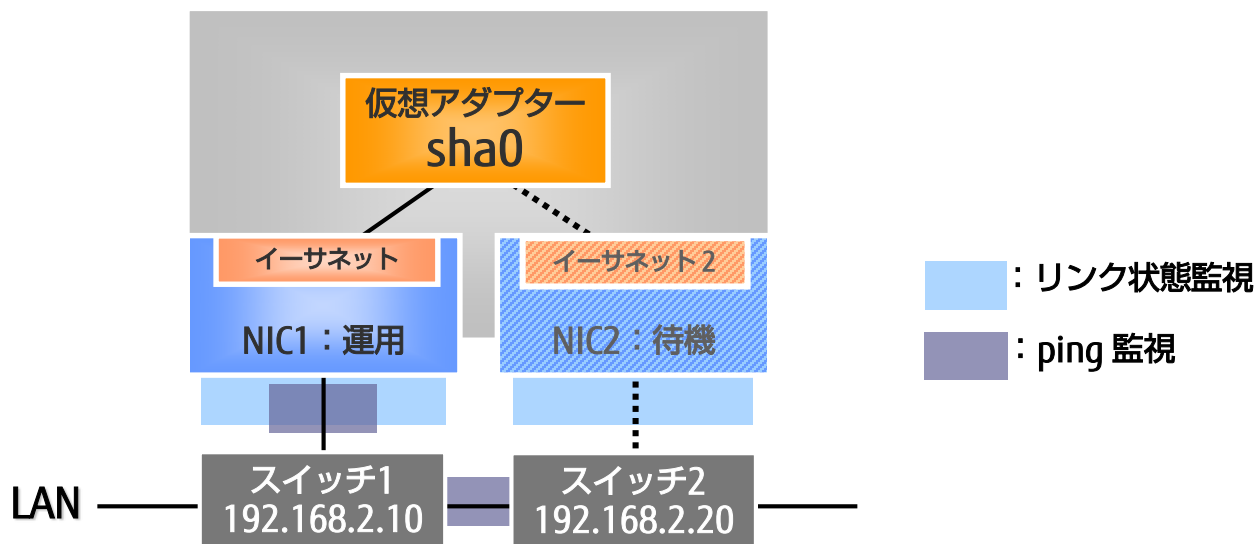 仮想アダプター
sha0
イーサネット
イーサネット 2
NIC1：運用
NIC2：待機
：リンク状態監視
：ping 監視
LAN
スイッチ1
192.168.2.10
スイッチ2
192.168.2.20